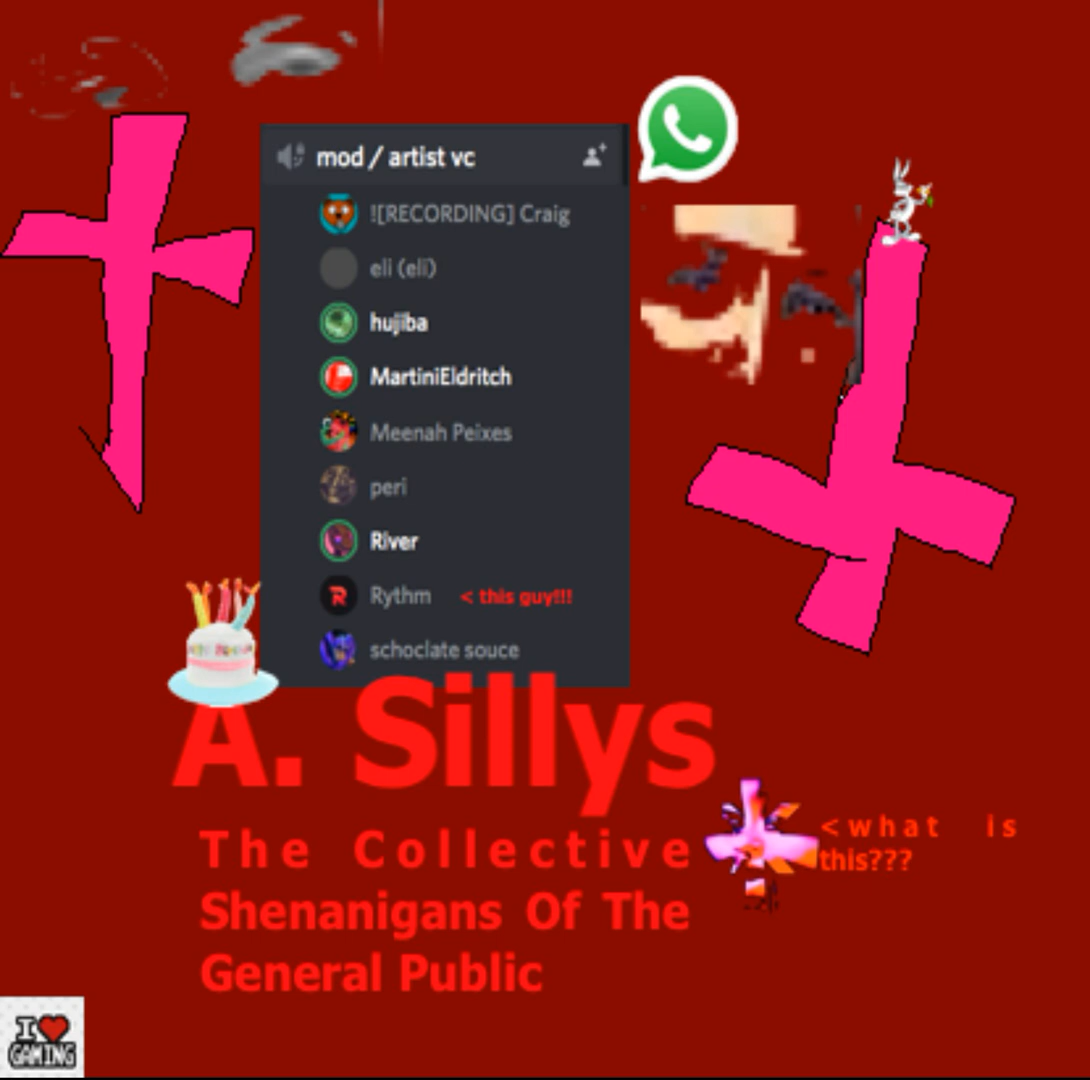 mod / artist vc
![RECORDING] Craig
eli (eli)
hujiba
MartiniEldritch
Meenah Peixes
peri
River
Rythm < this guy!!!
schoclate souce
A. Sillys
The Collective
Shenanigans Of The
General Public
<what is
this???
I
GAMING